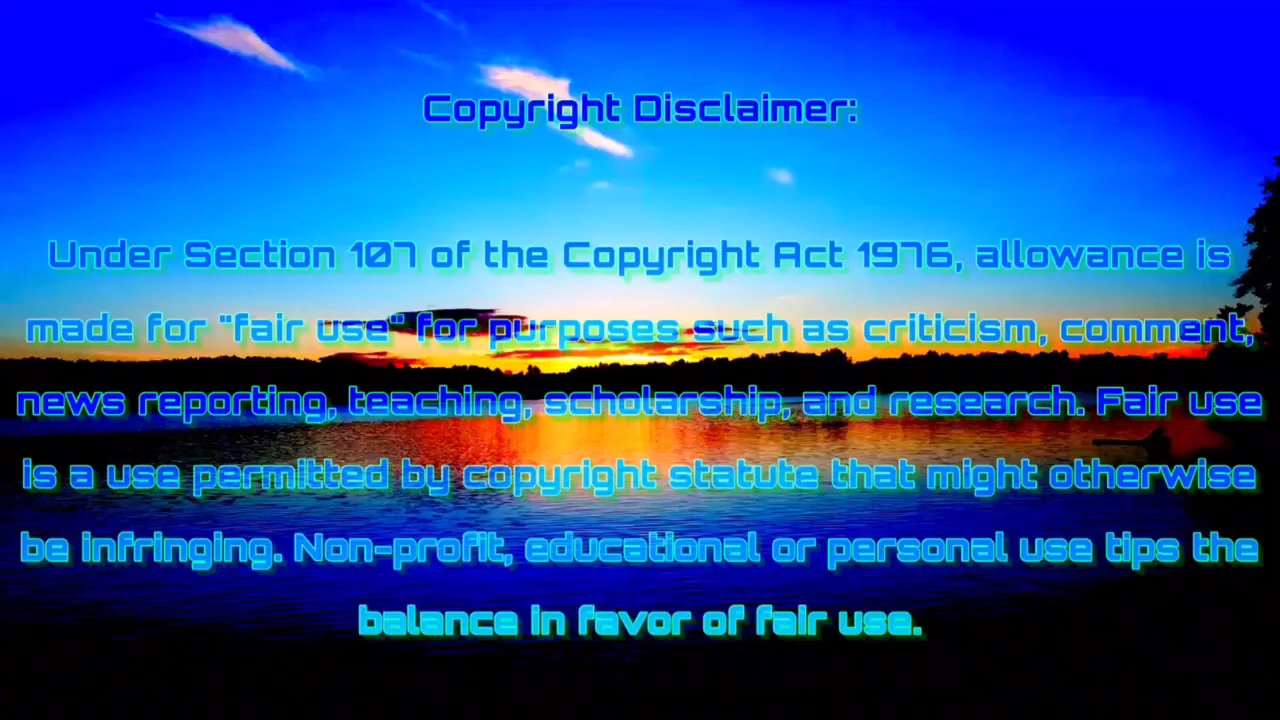 Copyright Disclaimer:
Under Section 107 of the Copyright Act 1976, allowance is
made for "fair use" for purposes such as criticism, comment,
news reporting, teaching, scholarship, and research. Fair use
is a use permitted by copyright statute that might otherwise
be infringing. Non-profit, educational or personal use tips the
balance in favor of fair use.